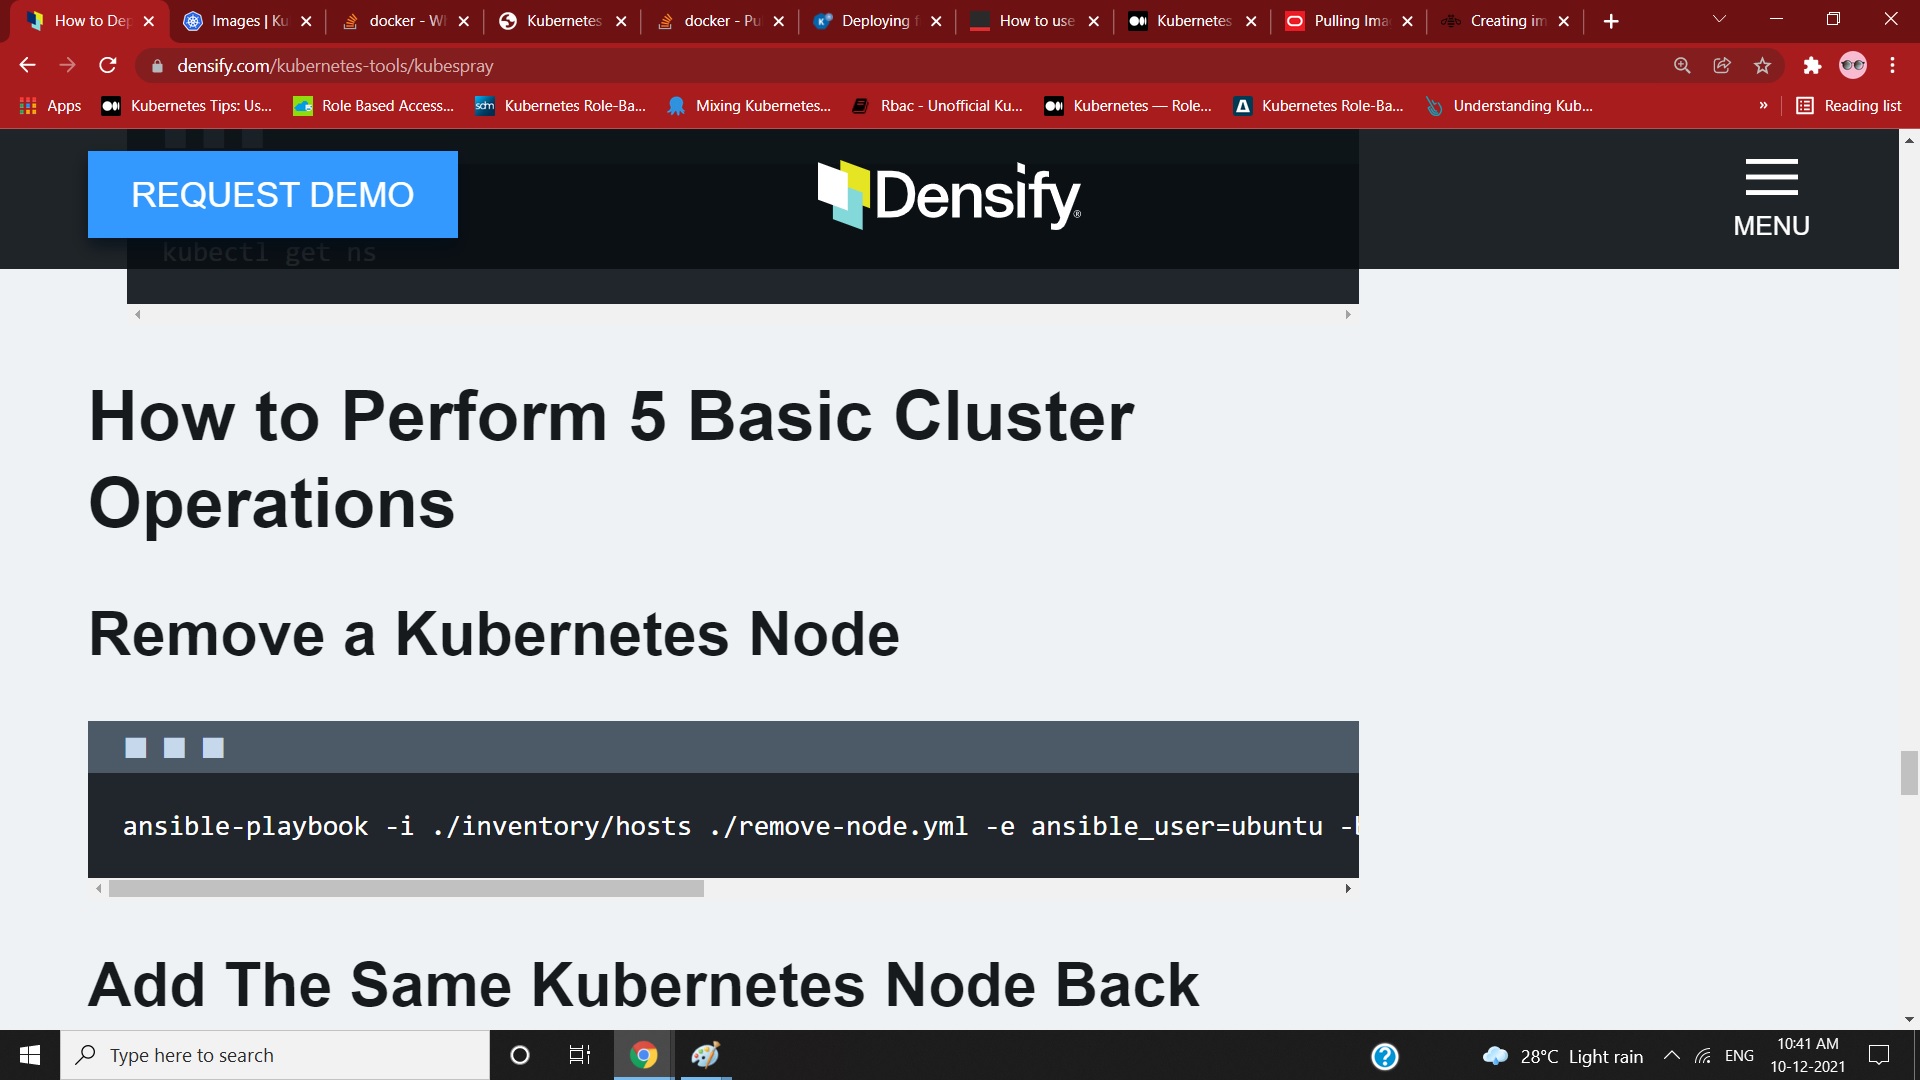 How to Dep
Images | Ku
docker - Wh
Kubernetes
docker - Pu
Deploying f
How to use
Kubernetes
Pulling Ima
Creating im
densify.com/kubernetes-tools/kubespray
Apps
Kubernetes Tips: Us...
Role Based Access...
sdm
Kubernetes Role-Ba...
Mixing Kubernetes...
Rbac - Unofficial Ku...
Kubernetes — Role...
Kubernetes Role-Ba...
Understanding Kub...
»
Reading list
REQUEST DEMO
Densify®
MENU
kubectl get ns
How to Perform 5 Basic Cluster
Operations
Remove a Kubernetes Node
ansible-playbook -i ./inventory/hosts ./remove-node.yml -e ansible_user=ubuntu -
Add The Same Kubernetes Node Back
Type here to search
28°C Light rain
ENG
10:41 AM
10-12-2021